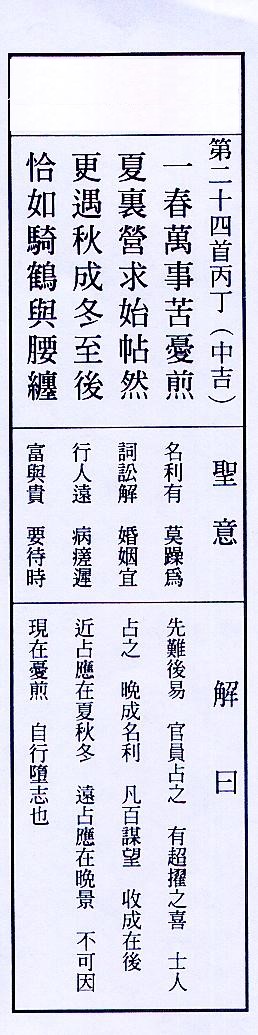 第二十四首丙丁（中吉）
一春萬事苦憂煎
夏裏營求始帖然
更遇秋成冬至後
恰如騎鶴與腰纏
聖意
名利有　莫躁為
詞訟解　婚姻宜
行人遠　病瘥遲
富與貴　要待時
解曰
先難後易　官員占之　有超擢之喜　士人
占之　晚成名利　凡百謀望　收成在後
近占應在夏秋冬　遠占應在晚景　不可因
現在憂煎　自行墮志也